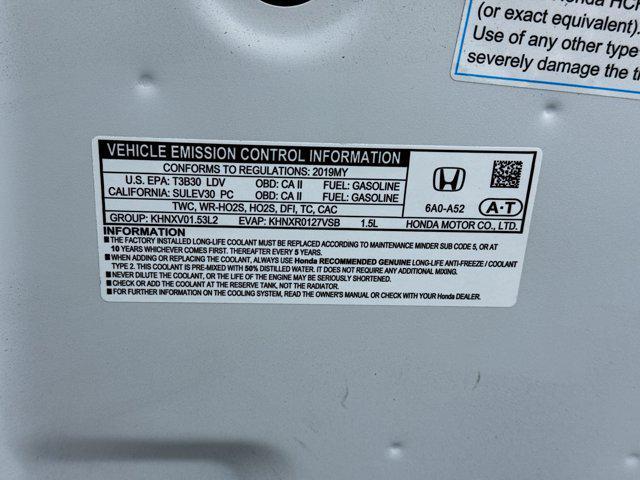 Honda HCF
(or exact equivalent).
Use of any other type
severely damage the t
VEHICLE EMISSION CONTROL INFORMATION
CONFORMS TO REGULATIONS: 2019MY
U.S. EPA: T3B30 LDV OBD: CA II FUEL: GASOLINE
CALIFORNIA: SULEV30 PC OBD: CA II FUEL: GASOLINE
TWC, WR-HO2S, HO2S, DFI, TC, CAC
GROUP: KHNXV01.53L2 EVAP: KHNXR0127VSB 1.5L
6A0-A52 A·T
HONDA MOTOR CO., LTD.
INFORMATION
■THE FACTORY FILLED LONG-LIFE COOLANT MUST BE REPLACED ACCORDING TO MAINTENANCE MINDER SUB CODE 5, OR AT
10 YEARS WHICHEVER COMES FIRST. THEREAFTER EVERY 5 YEARS.
■WHEN ADDING OR REPLACING THE COOLANT, ALWAYS USE Honda RECOMMENDED GENUINE LONG-LIFE ANTI-FREEZE / COOLANT
TYPE 2. THIS COOLANT IS PRE-MIXED WITH 50% DISTILLED WATER. IT DOES NOT REQUIRE ANY ADDITIONAL MIXING.
■NEVER DILUTE THE COOLANT, OR THE LIFE OF THE ENGINE MAY BE SERIOUSLY SHORTENED.
■CHECK OR ADD THE COOLANT AT THE RESERVE TANK, NOT THE RADIATOR.
■FOR FURTHER INFORMATION ON THE COOLING SYSTEM, READ THE OWNER'S MANUAL OR CHECK WITH YOUR Honda DEALER.